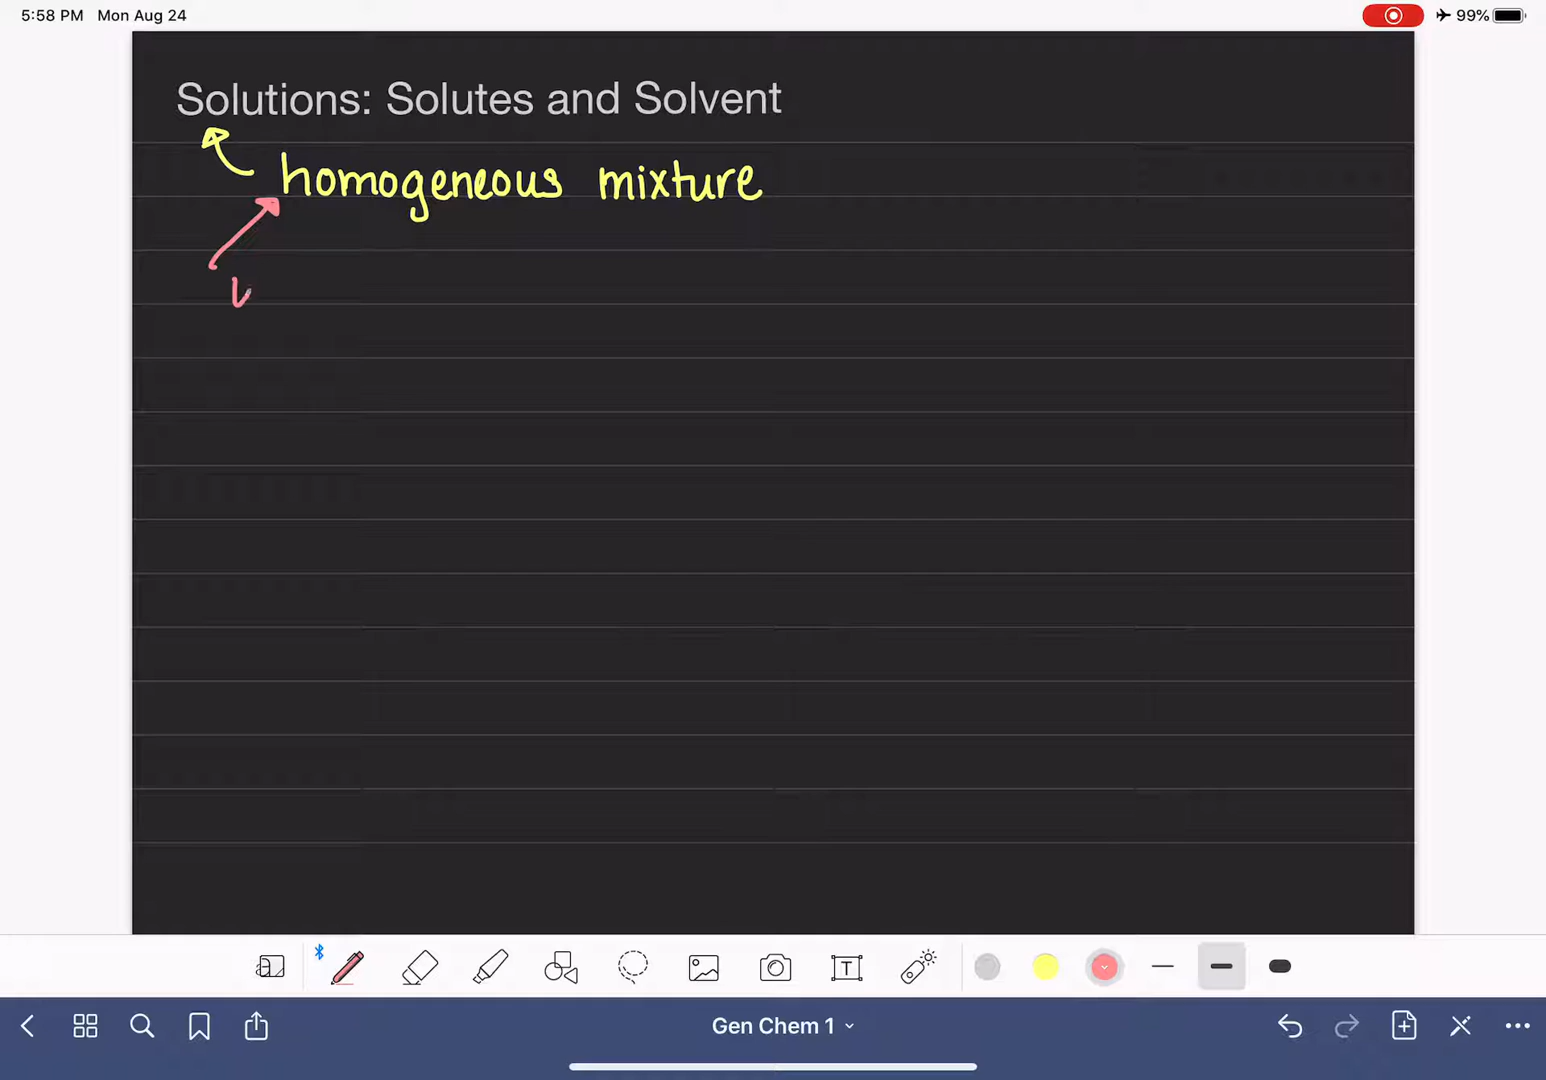 5:58 PM Mon Aug 24
99%
Solutions: Solutes and Solvent
homogeneous mixture
T
Gen Chem 1